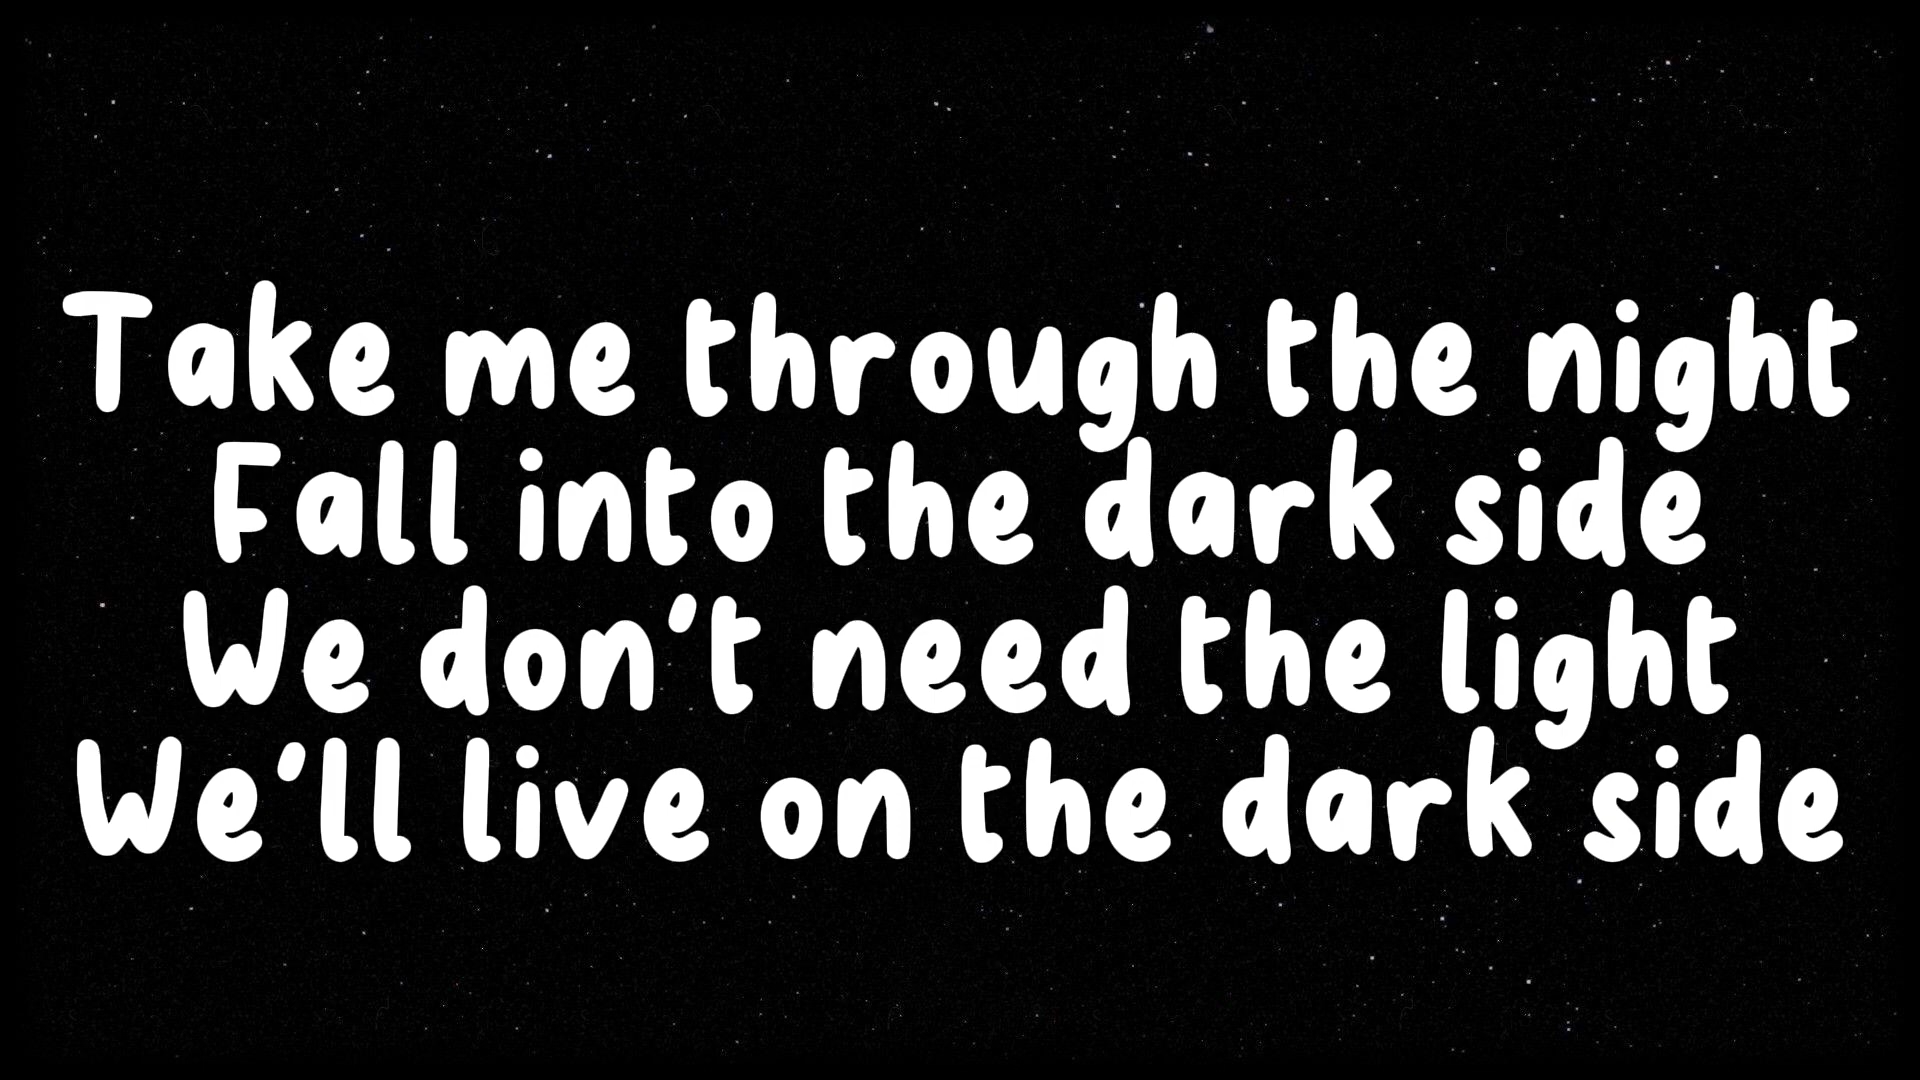 Take me through the night
Fall into the dark side
We don't need the light
We'll live on the dark side